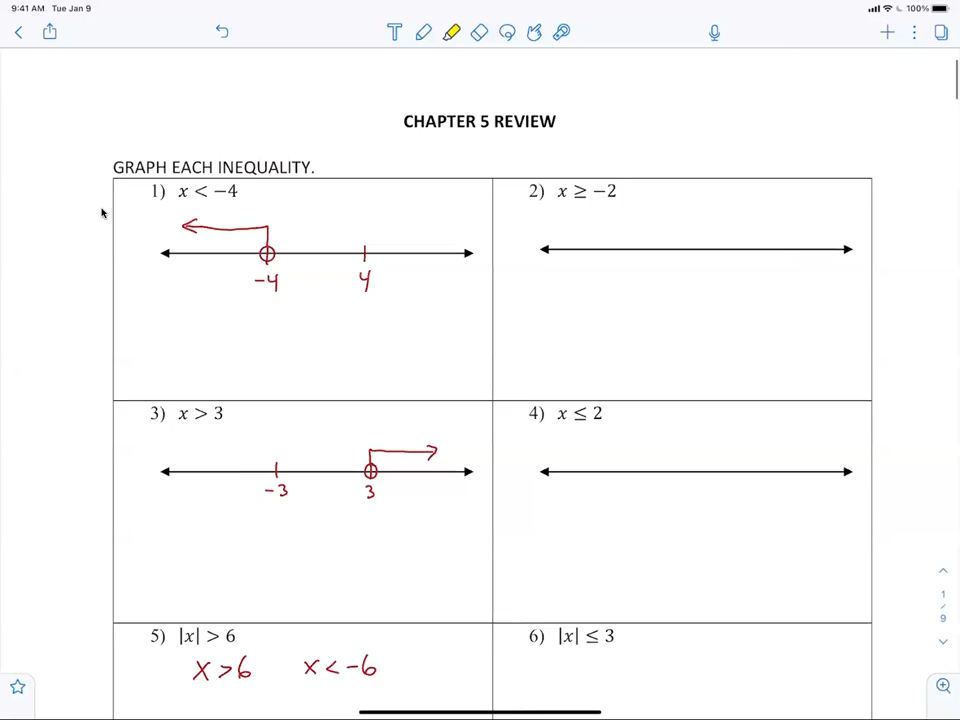 9:41 AM Tue Jan 9
100%
CHAPTER 5 REVIEW
GRAPH EACH INEQUALITY.
1) x < −4
−4 4
2) x ≥ −2
3) x > 3
−3 3
4) x ≤ 2
5) |x| > 6
x > 6 x < −6
6) |x| ≤ 3
1
/
9